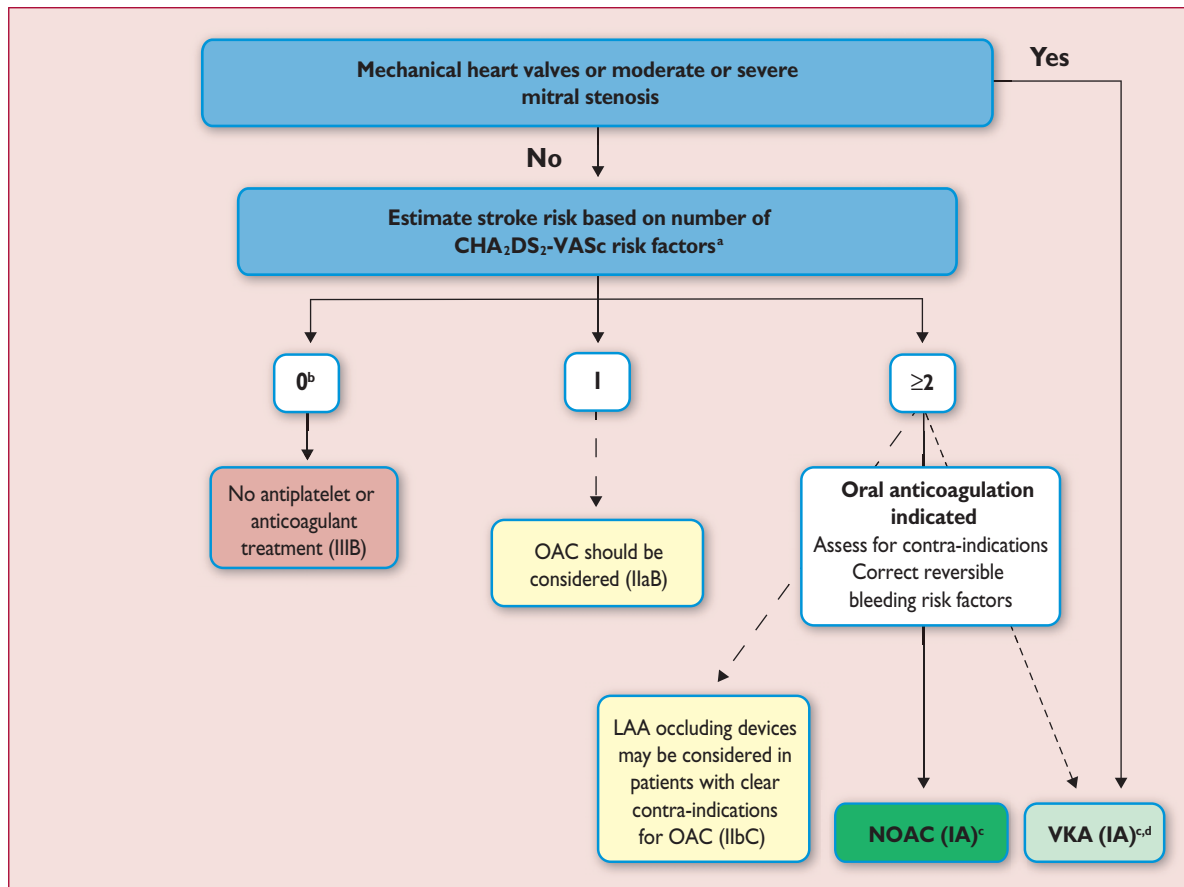 Mechanical heart valves or moderate or severe
mitral stenosis
Yes
No
Estimate stroke risk based on number of
CHA₂DS₂-VASc risk factorsᵃ
0ᵇ
1
≥2
No antiplatelet or
anticoagulant
treatment (IIIB)
OAC should be
considered (IIaB)
Oral anticoagulation
indicated
Assess for contra-indications
Correct reversible
bleeding risk factors
LAA occluding devices
may be considered in
patients with clear
contra-indications
for OAC (IIbC)
NOAC (IA)ᶜ
VKA (IA)ᶜ,ᵈ